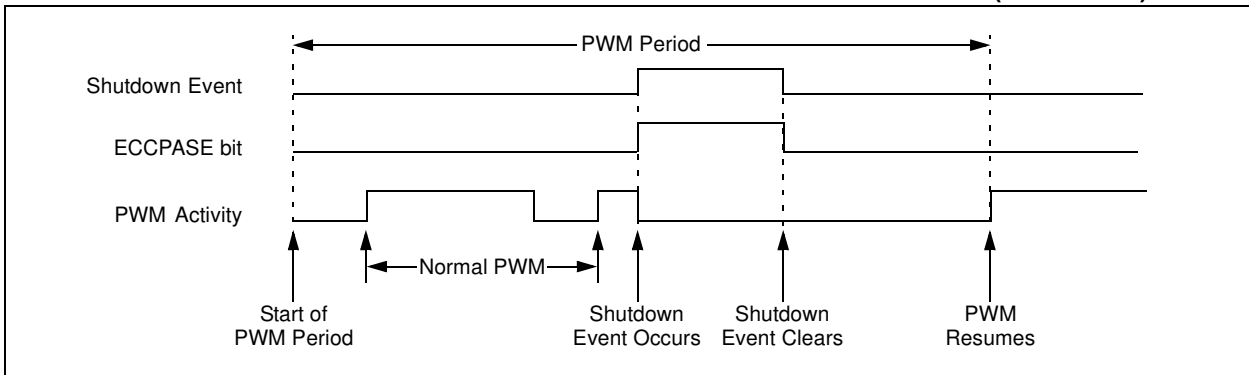 PWM Period
Shutdown Event
ECCPASE bit
PWM Activity
Normal PWM
Start of
PWM Period
Shutdown
Event Occurs
Shutdown
Event Clears
PWM
Resumes